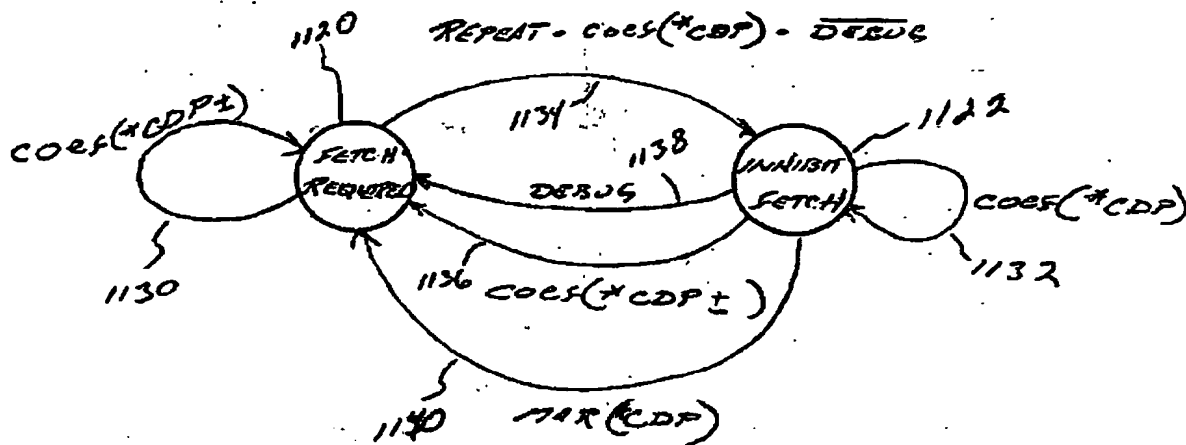 1120
REPEAT · coef(*CDP) · D̅E̅B̅U̅G̅
coef(*CDP±)
1134
1122
FETCH
REQUIRED
1138
INHIBIT
FETCH
DEBUG
coef(*CDP)
1130
1136
coef(*CDP±)
1132
1140
MAR(*CDP)